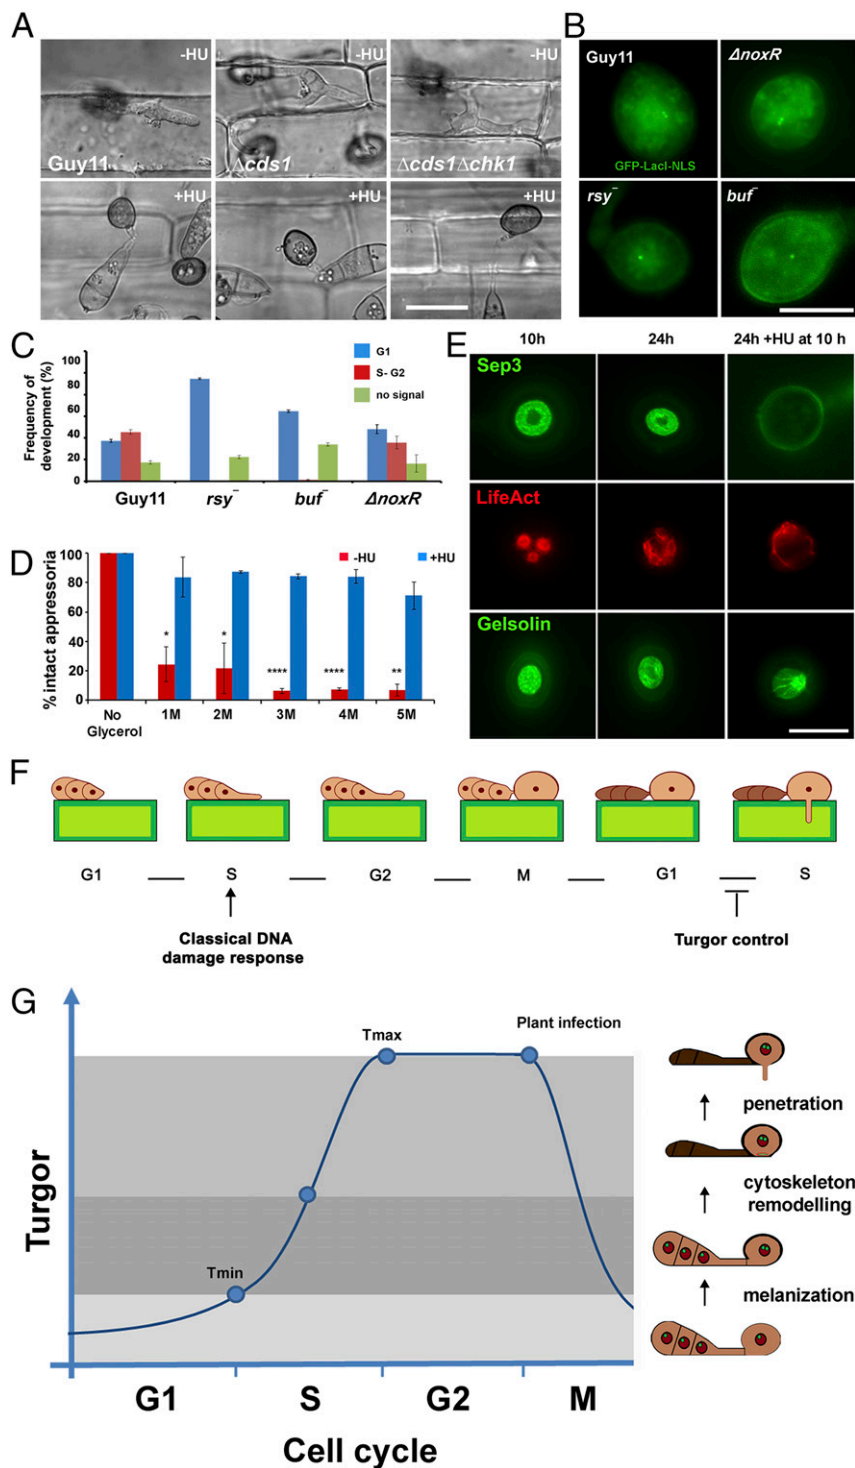 A
-HU
-HU
-HU
Guy11
Δcds1
Δcds1Δchk1
+HU
+HU
+HU
B
Guy11
ΔnoxR
GFP-LacI-NLS
rsy⁻
buf⁻
C
Frequency of
development (%)
100
80
60
40
20
0
G1
S- G2
no signal
Guy11
rsy⁻
buf⁻
ΔnoxR
D
% intact appressoria
100
80
60
40
20
0
-HU
+HU
*
*
****
****
**
No
Glycerol
1M
2M
3M
4M
5M
E
10h
24h
24h +HU at 10 h
Sep3
LifeAct
Gelsolin
F
G1
S
G2
M
G1
S
Classical DNA
damage response
Turgor control
G
Turgor
Tmin
Tmax
Plant infection
G1
S
G2
M
Cell cycle
penetration
cytoskeleton
remodelling
melanization